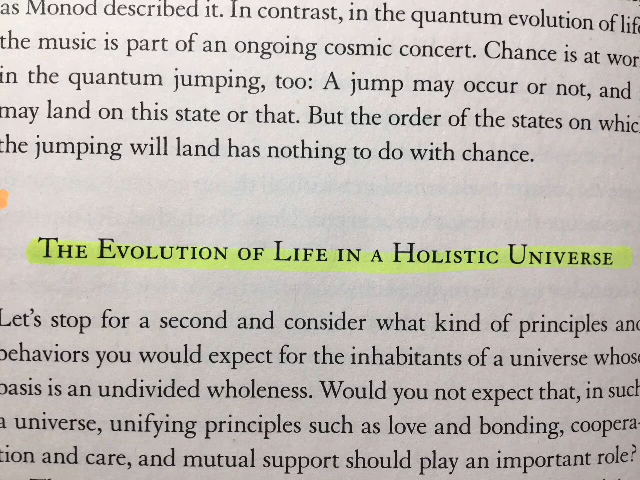 as Monod described it. In contrast, in the quantum evolution of life
the music is part of an ongoing cosmic concert. Chance is at wor
in the quantum jumping, too: A jump may occur or not, and
may land on this state or that. But the order of the states on whic
the jumping will land has nothing to do with chance.
THE EVOLUTION OF LIFE IN A HOLISTIC UNIVERSE
Let's stop for a second and consider what kind of principles and
behaviors you would expect for the inhabitants of a universe whose
basis is an undivided wholeness. Would you not expect that, in such
a universe, unifying principles such as love and bonding, coopera-
tion and care, and mutual support should play an important role?